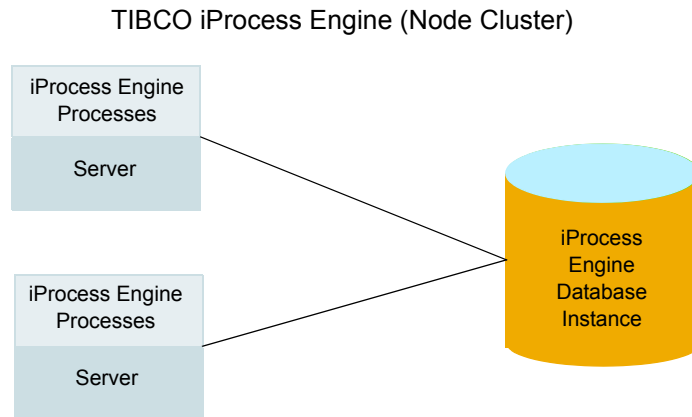 TIBCO iProcess Engine (Node Cluster)
iProcess Engine
Processes
Server
iProcess Engine
Processes
Server
iProcess
Engine
Database
Instance